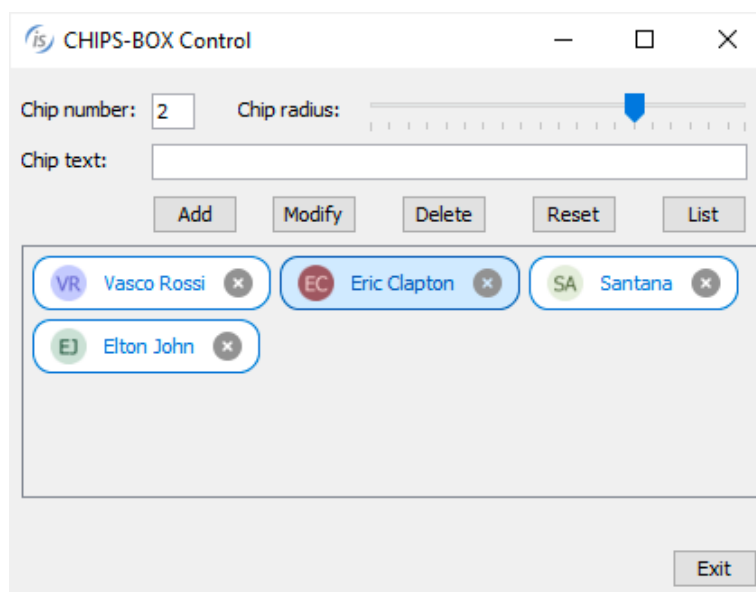 is CHIPS-BOX Control
Chip number: 2 Chip radius:
Chip text:
Add Modify Delete Reset List
VR Vasco Rossi EC Eric Clapton SA Santana
EJ Elton John
Exit